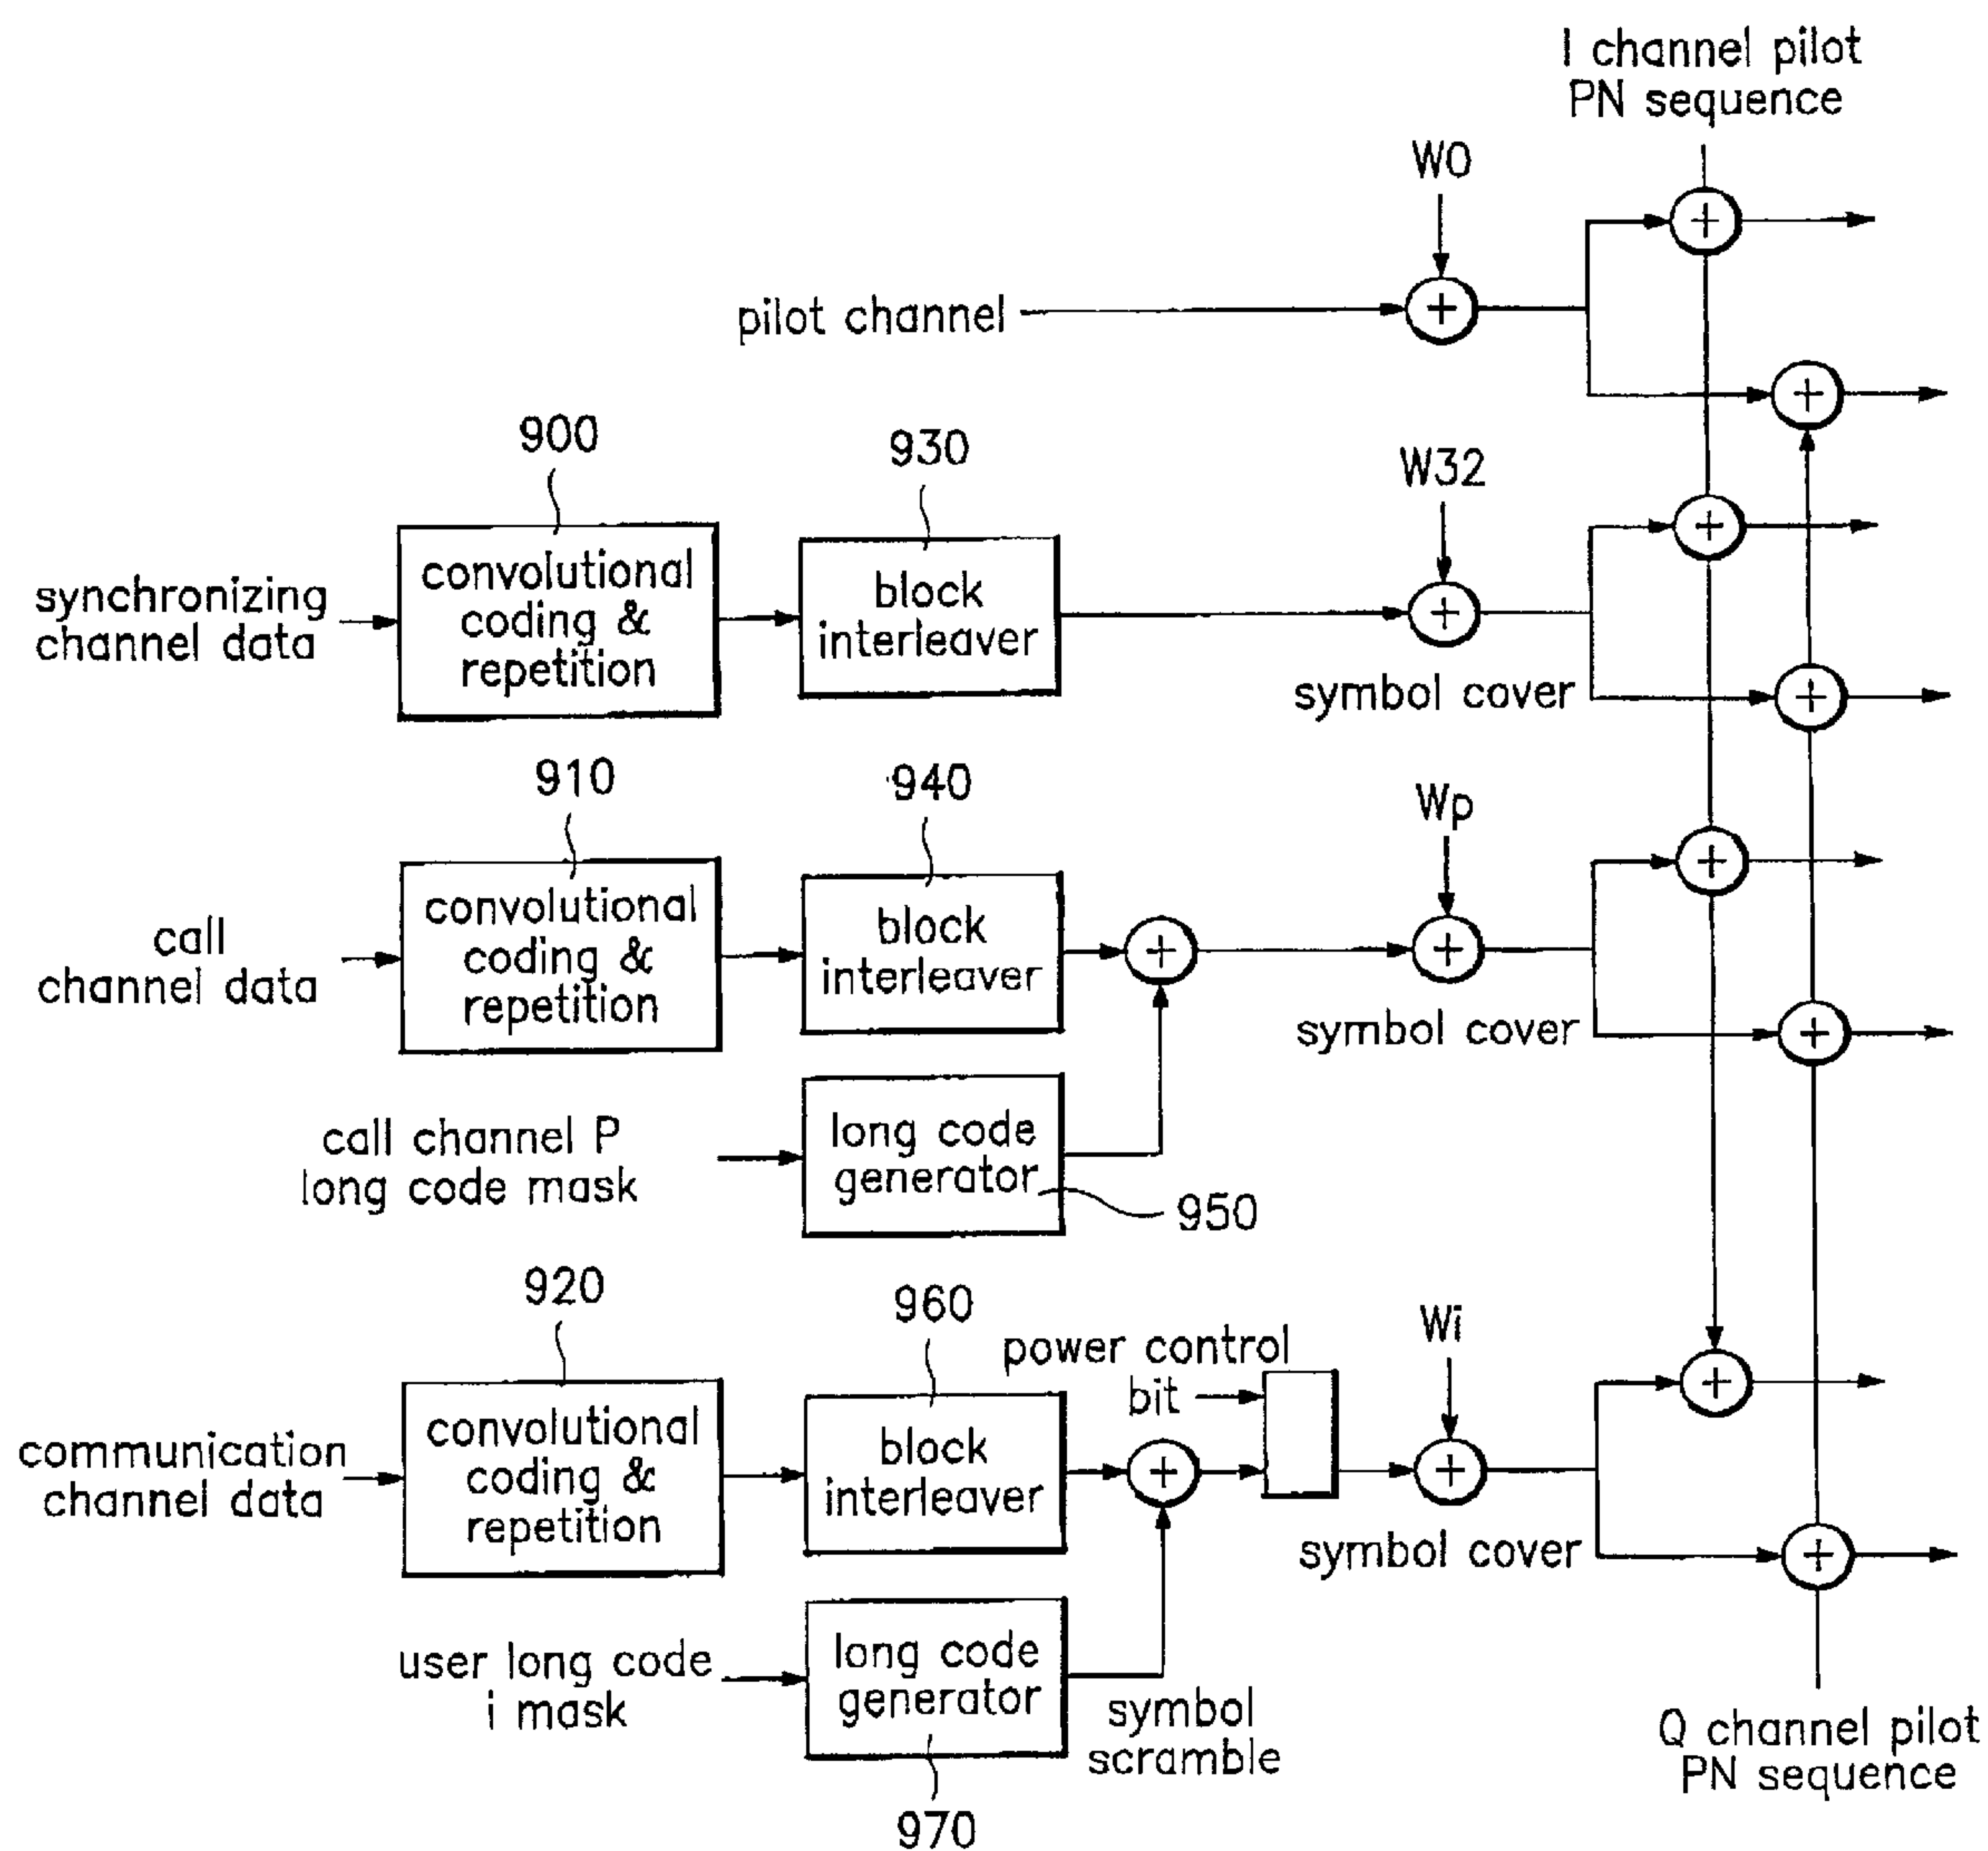 I channel pilot
PN sequence
W0
pilot channel
900
930
W32
synchronizing
channel data
convolutional
coding &
repetition
block
interleaver
symbol cover
910
940
Wp
call
channel data
convolutional
coding &
repetition
block
interleaver
symbol cover
call channel P
long code mask
long code
generator
950
920
960
power control
bit
Wi
communication
channel data
convolutional
coding &
repetition
block
interleaver
symbol cover
user long code
i mask
long code
generator
symbol
scramble
970
Q channel pilot
PN sequence